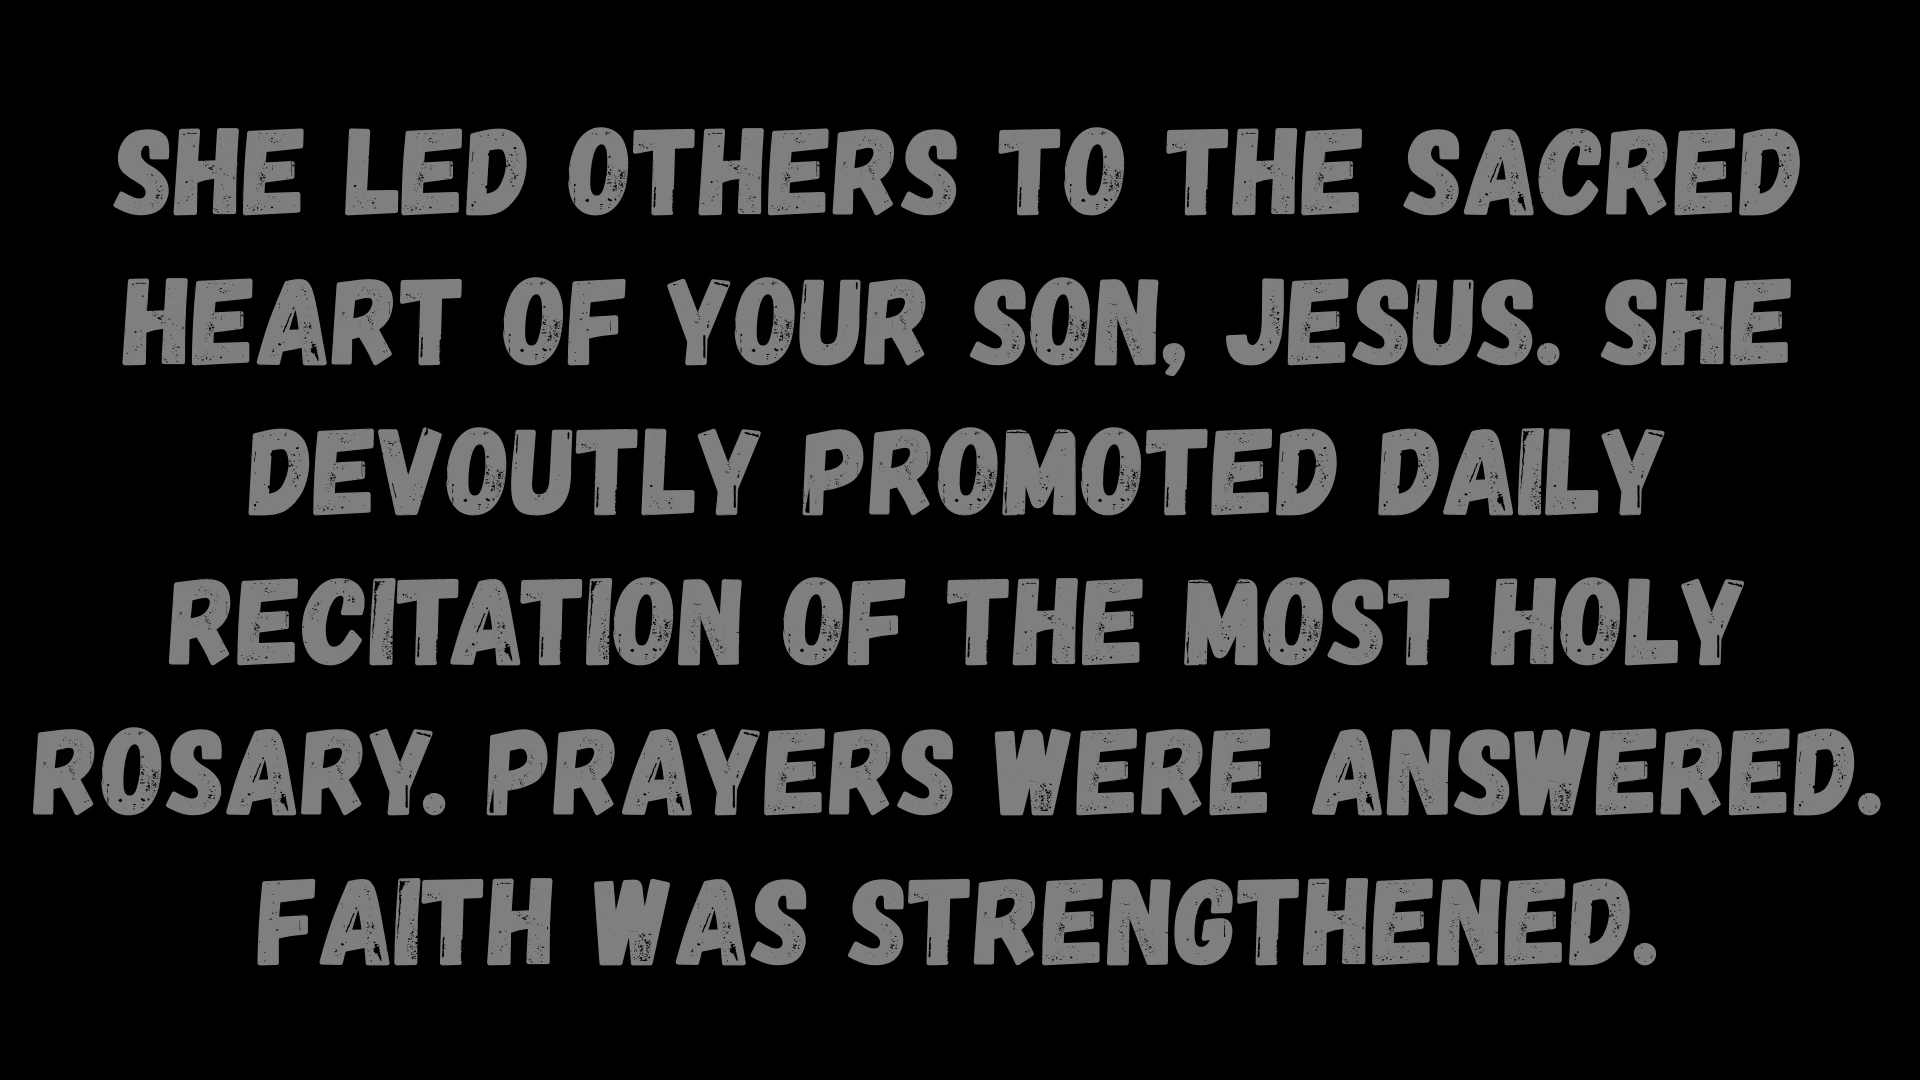 SHE LED OTHERS TO THE SACRED
HEART OF YOUR SON, JESUS. SHE
DEVOUTLY PROMOTED DAILY
RECITATION OF THE MOST HOLY
ROSARY. PRAYERS WERE ANSWERED.
FAITH WAS STRENGTHENED.